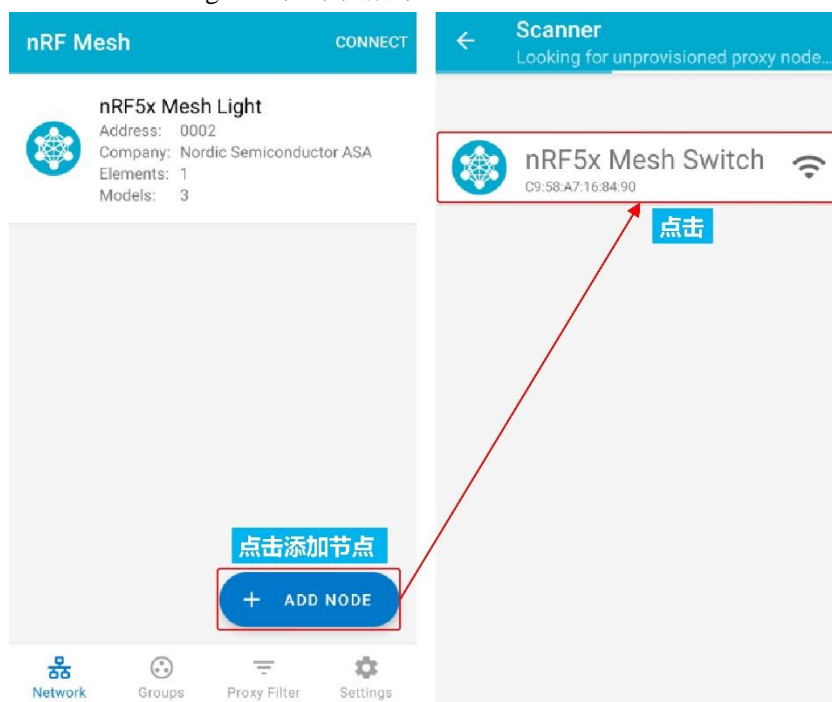 nRF Mesh
CONNECT
nRF5x Mesh Light
Address: 0002
Company: Nordic Semiconductor ASA
Elements: 1
Models: 3
点击添加节点
+ ADD NODE
Network
Groups
Proxy Filter
Settings
Scanner
Looking for unprovisioned proxy node...
nRF5x Mesh Switch
C9:58:A7:16:84:90
点击